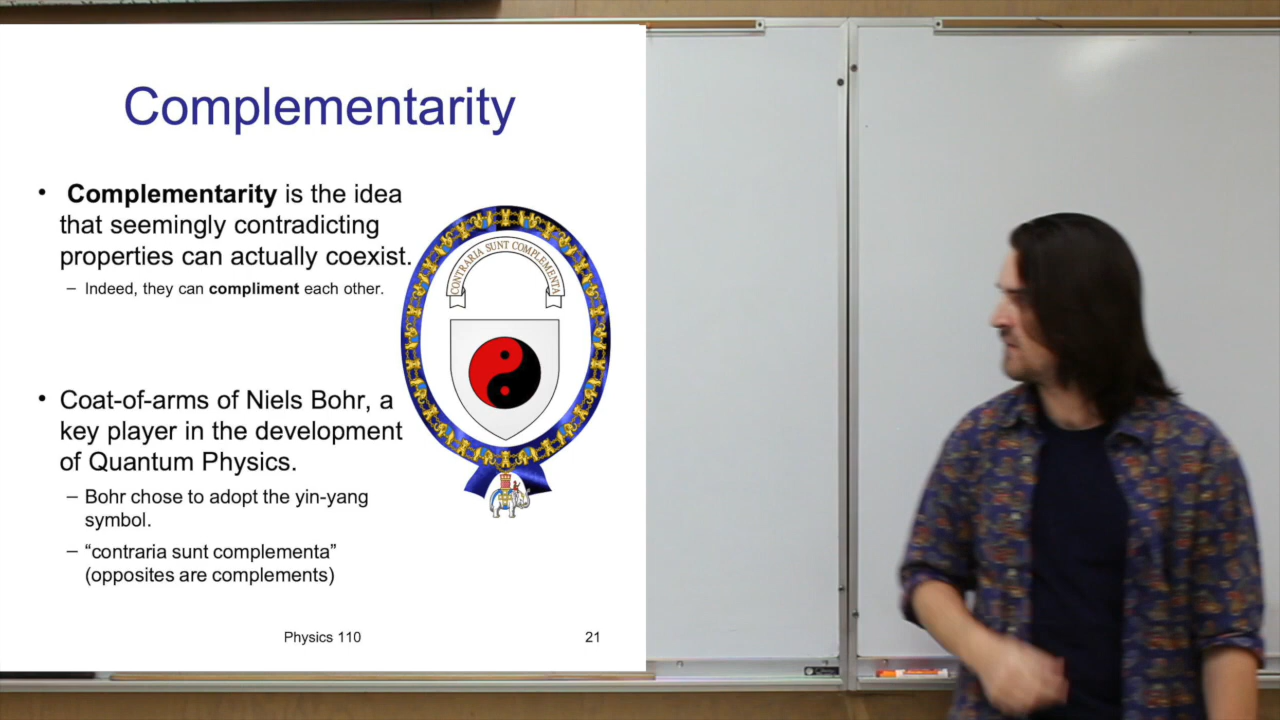 Complementarity
• Complementarity is the idea
that seemingly contradicting
properties can actually coexist.
– Indeed, they can compliment each other.
CONTRARIA SUNT COMPLEMENTA
• Coat-of-arms of Niels Bohr, a
key player in the development
of Quantum Physics.
– Bohr chose to adopt the yin-yang
symbol.
– “contraria sunt complementa”
(opposites are complements)
Physics 110
21